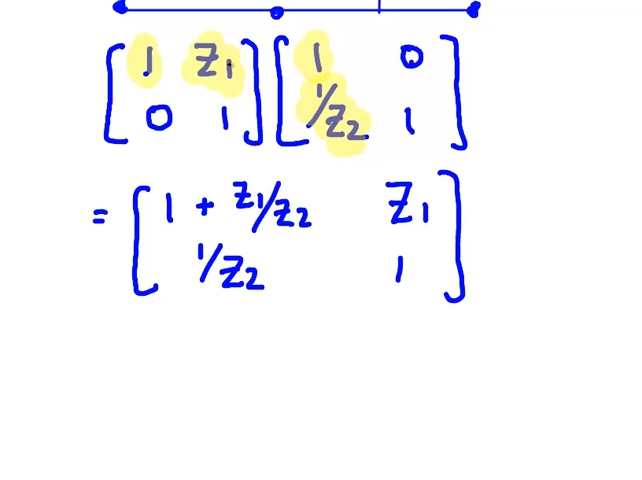 [1 Z1] [1 0]
[0 1] [1/Z2 1]
= [1 + Z1/Z2 Z1]
[1/Z2 1]